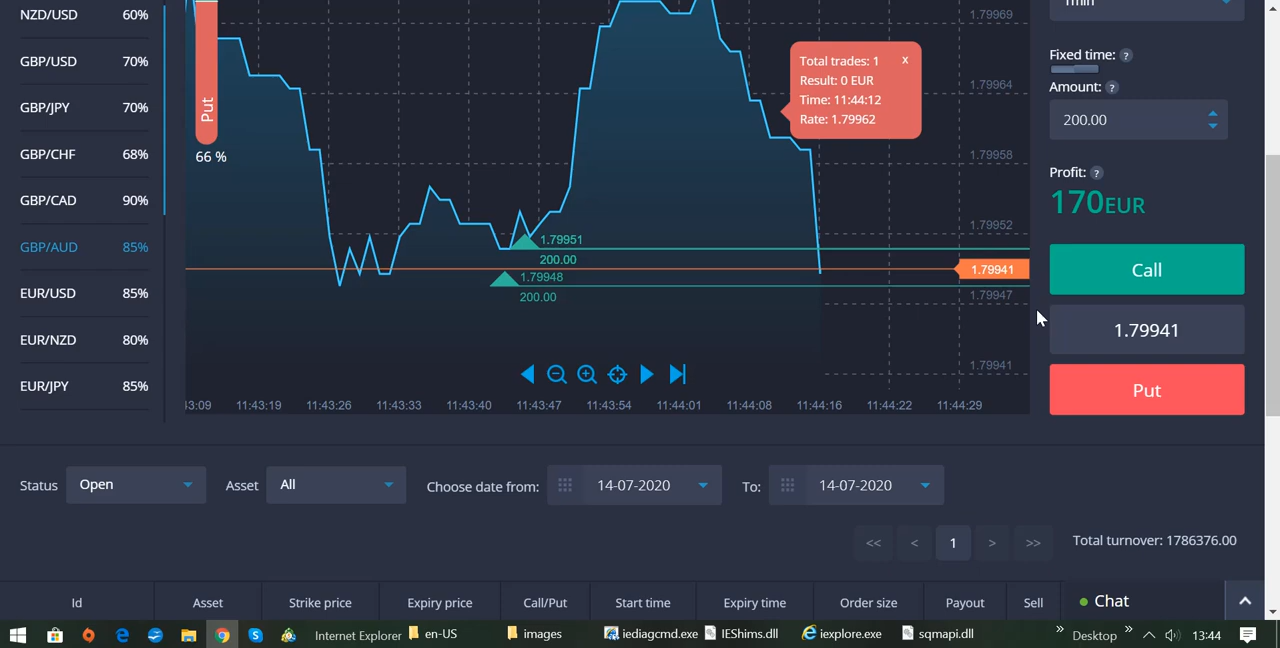 NZD/USD 60%
GBP/USD 70%
GBP/JPY 70%
GBP/CHF 68%
GBP/CAD 90%
GBP/AUD 85%
EUR/USD 85%
EUR/NZD 80%
EUR/JPY 85%
Put
66 %
Total trades: 1 x
Result: 0 EUR
Time: 11:44:12
Rate: 1.79962
1.79951
200.00
1.79948
200.00
1.79969
1.79964
1.79958
1.79952
1.79941
1.79947
1.79941
43:09 11:43:19 11:43:26 11:43:33 11:43:40 11:43:47 11:43:54 11:44:01 11:44:08 11:44:16 11:44:22 11:44:29
1min
Fixed time: ?
Amount: ?
200.00
Profit: ?
170EUR
Call
1.79941
Put
Status Open Asset All Choose date from: 14-07-2020 To: 14-07-2020
<< < 1 > >> Total turnover: 1786376.00
Id Asset Strike price Expiry price Call/Put Start time Expiry time Order size Payout Sell
Chat
Internet Explorer en-US images iediagcmd.exe IEShims.dll iexplore.exe sqmapi.dll » Desktop » 13:44